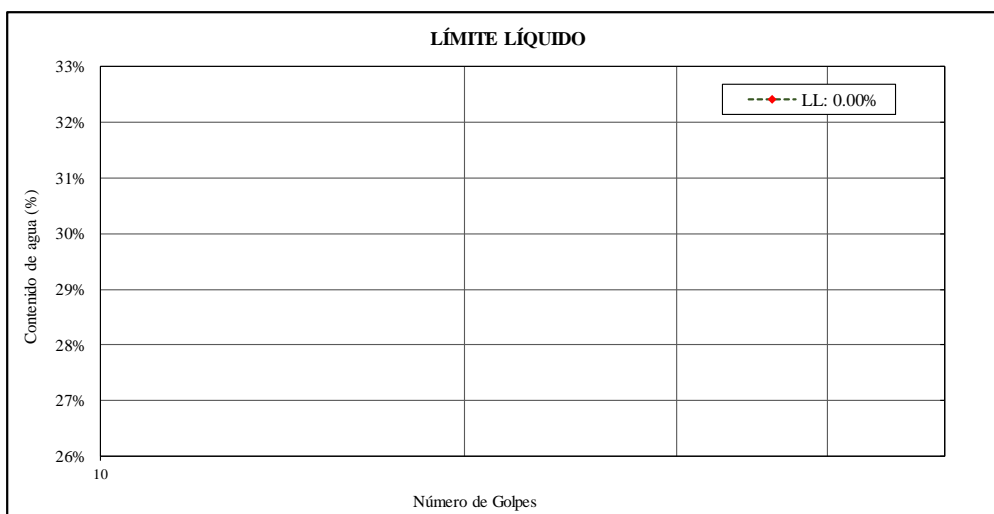 LÍMITE LÍQUIDO
33%
LL: 0.00%
32%
31%
30%
29%
28%
27%
26%
Contenido de agua (%)
10
Número de Golpes